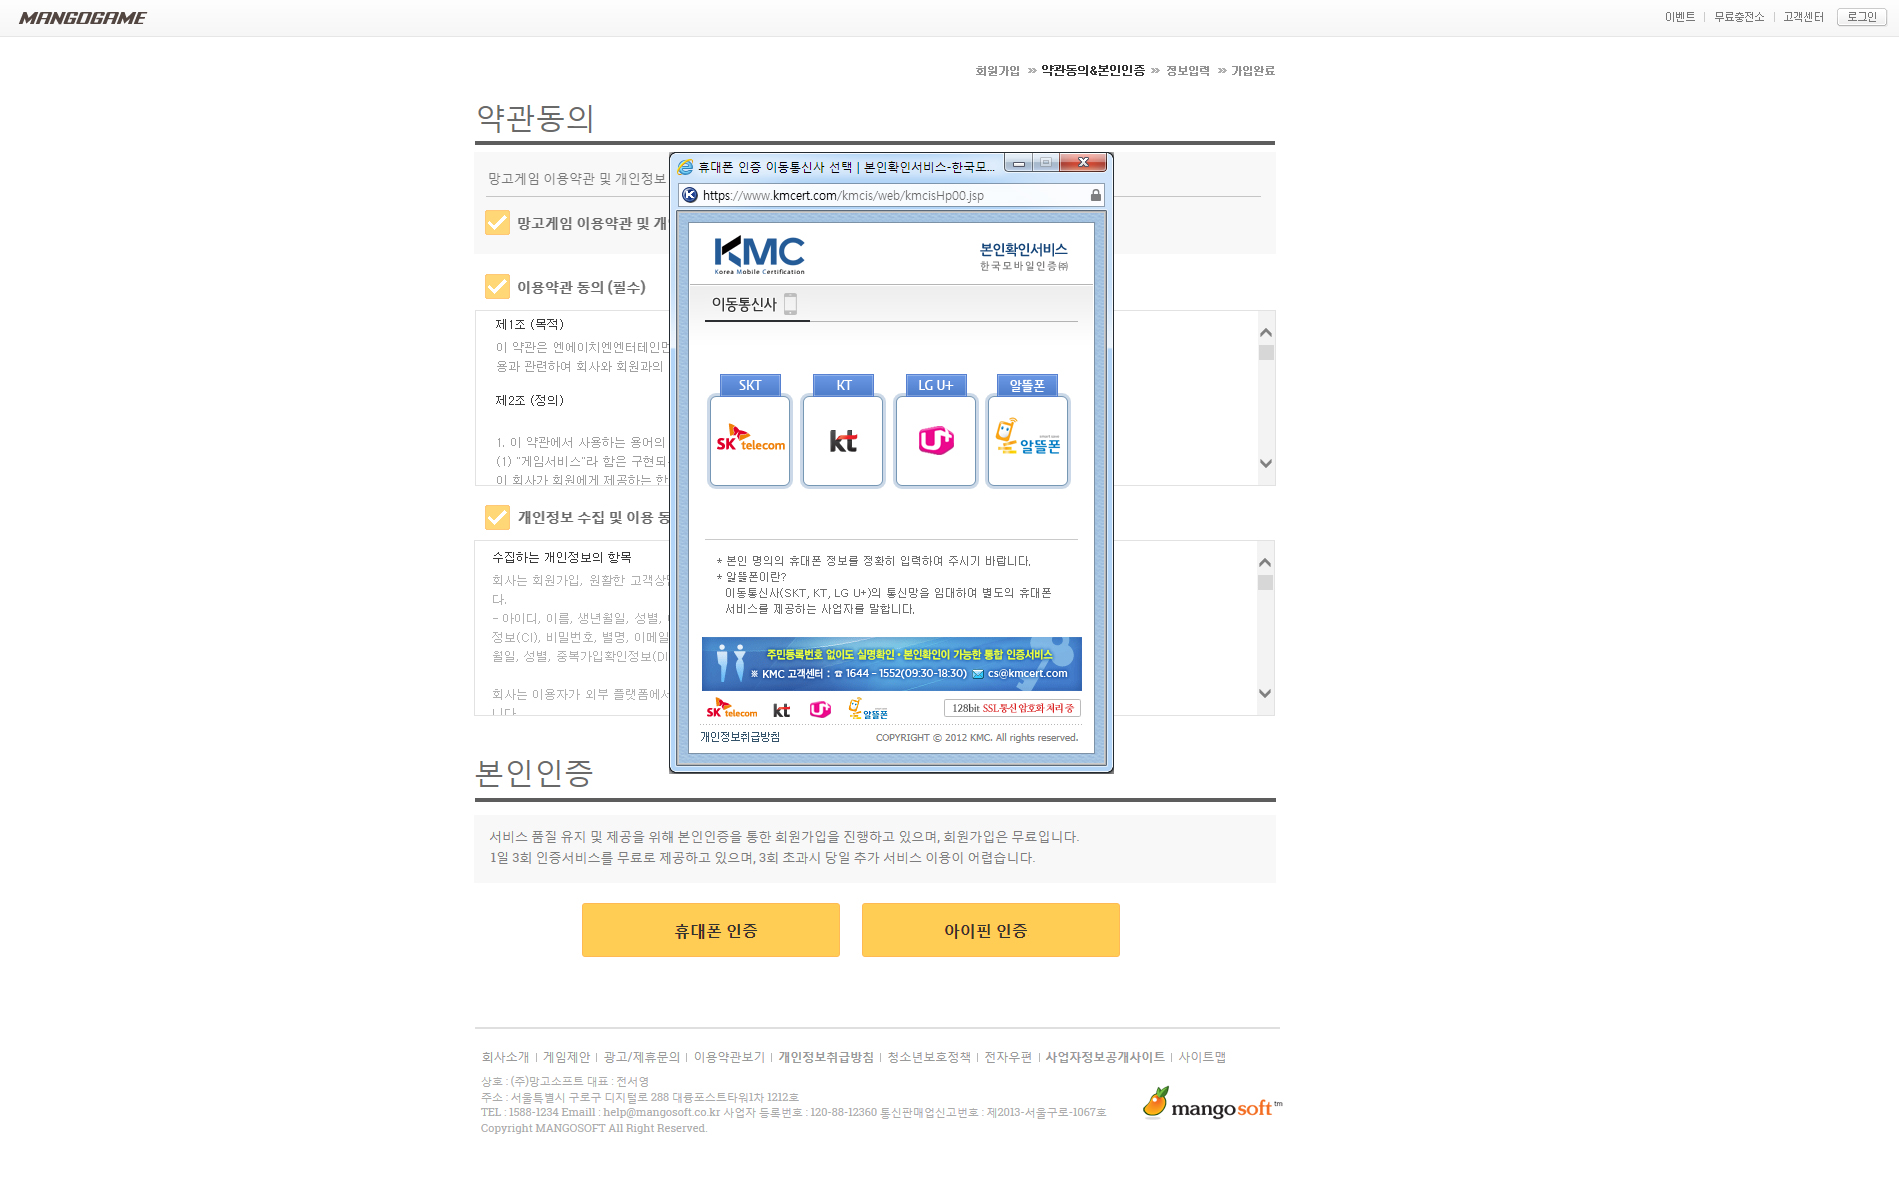 MANGOGAME
이벤트 | 무료충전소 | 고객센터 로그인
회원가입 » 약관동의&본인인증 » 정보입력 » 가입완료
약관동의
망고게임 이용약관 및 개인정보
망고게임 이용약관 및 개
이용약관 동의 (필수)
제1조 (목적)
이 약관은 엔에이치엔엔터테인먼
용과 관련하여 회사와 회원과의
제2조 (정의)
1. 이 약관에서 사용하는 용어의
(1) "게임서비스"라 함은 구현되
이 회사가 회원에게 제공하는 한
개인정보 수집 및 이용 동
수집하는 개인정보의 항목
회사는 회원가입, 원활한 고객상
다.
- 아이디, 이름, 생년월일, 성별,
정보(CI), 비밀번호, 별명, 이메일
월일, 성별, 중복가입확인정보(DI
회사는 이용자가 외부 플랫폼에서
니다
휴대폰 인증 이동통신사 선택 | 본인확인서비스-한국모...
https://www.kmcert.com/kmcis/web/kmcisHp00.jsp
KMC
Korea Mobile Certification
본인확인서비스
한국모바일인증㈜
이동통신사
SKT KT LG U+ 알뜰폰
SK telecom kt U+ 알뜰폰
* 본인 명의의 휴대폰 정보를 정확히 입력하여 주시기 바랍니다.
* 알뜰폰이란?
이동통신사(SKT, KT, LG U+)의 통신망을 임대하여 별도의 휴대폰
서비스를 제공하는 사업자를 말합니다.
주민등록번호 없이도 실명확인·본인확인이 가능한 통합 인증서비스
※ KMC 고객센터 : ☎ 1644 - 1552(09:30-18:30) cs@kmcert.com
SK telecom kt U+ 알뜰폰 128bit SSL통신 암호화 처리 중
개인정보취급방침 COPYRIGHT © 2012 KMC. All rights reserved.
본인인증
서비스 품질 유지 및 제공을 위해 본인인증을 통한 회원가입을 진행하고 있으며, 회원가입은 무료입니다.
1일 3회 인증서비스를 무료로 제공하고 있으며, 3회 초과시 당일 추가 서비스 이용이 어렵습니다.
휴대폰 인증 아이핀 인증
회사소개 | 게임제안 | 광고/제휴문의 | 이용약관보기 | 개인정보취급방침 | 청소년보호정책 | 전자우편 | 사업자정보공개사이트 | 사이트맵
상호 : (주)망고소프트 대표 : 전서영
주소 : 서울특별시 구로구 디지털로 288 대륭포스트타워1차 1212호
TEL : 1588-1234 Emaill : help@mangosoft.co.kr 사업자 등록번호 : 120-88-12360 통신판매업신고번호 : 제2013-서울구로-1067호
Copyright MANGOSOFT All Right Reserved.
mangosoft™